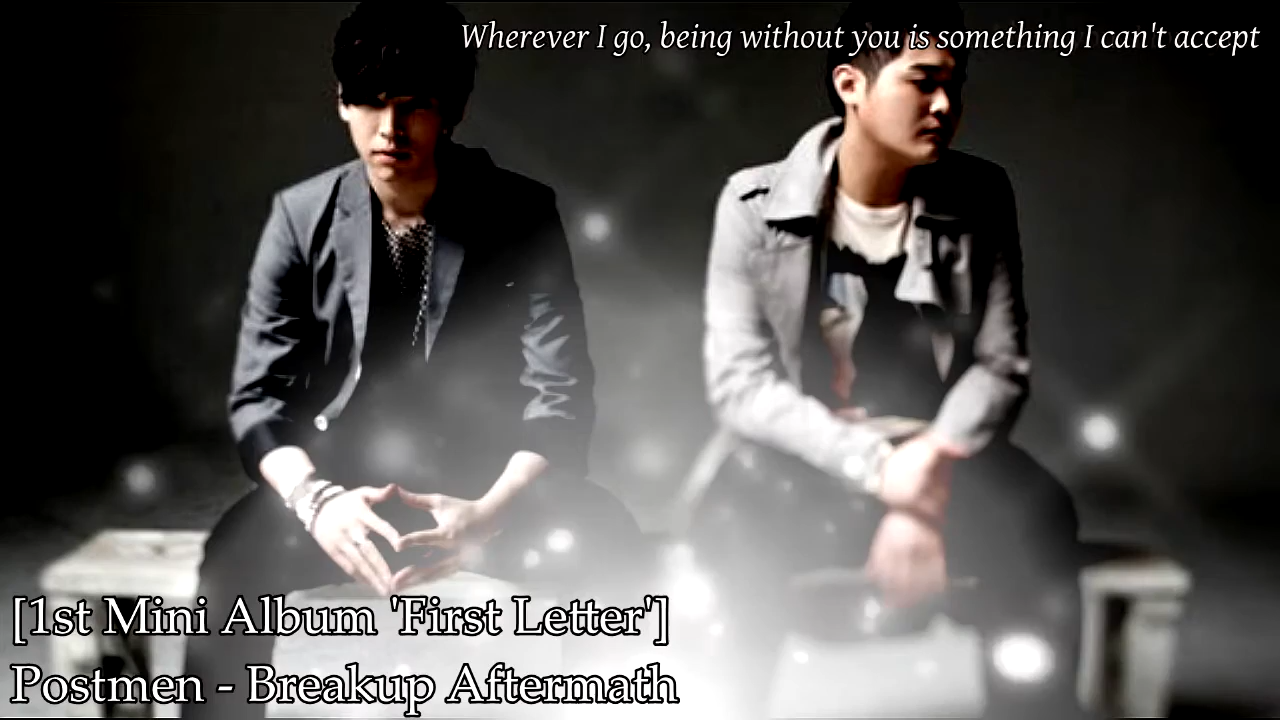 Wherever I go, being without you is something I can't accept
[1st Mini Album 'First Letter']
Postmen - Breakup Aftermath